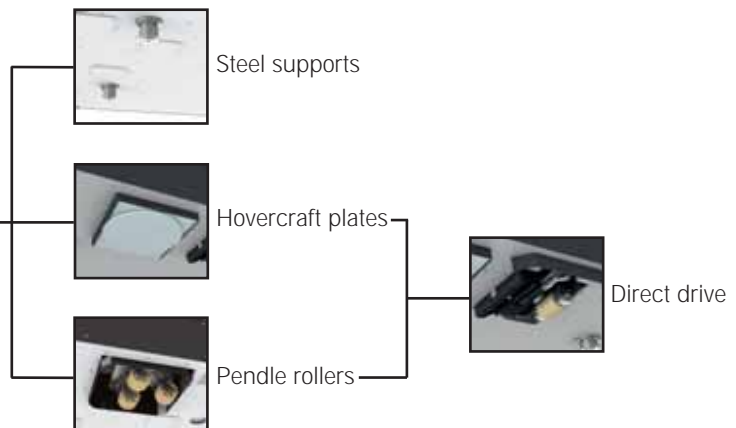 Steel supports
Hovercraft plates
Direct drive
Pendle rollers